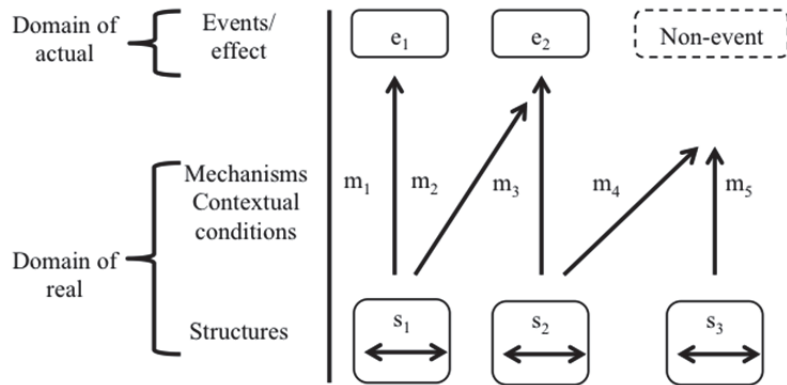 Domain of
actual
Events/
effect
e₁
e₂
Non-event
Mechanisms
Contextual
conditions
m₁
m₂
m₃
m₄
m₅
Domain of
real
Structures
s₁
s₂
s₃